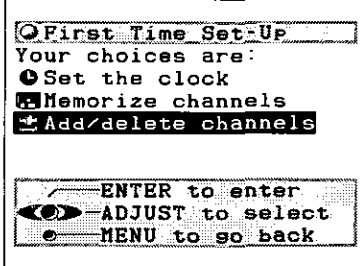 First Time Set-Up
Your choices are:
Set the clock
Memorize channels
Add/delete channels
ENTER to enter
ADJUST to select
MENU to go back